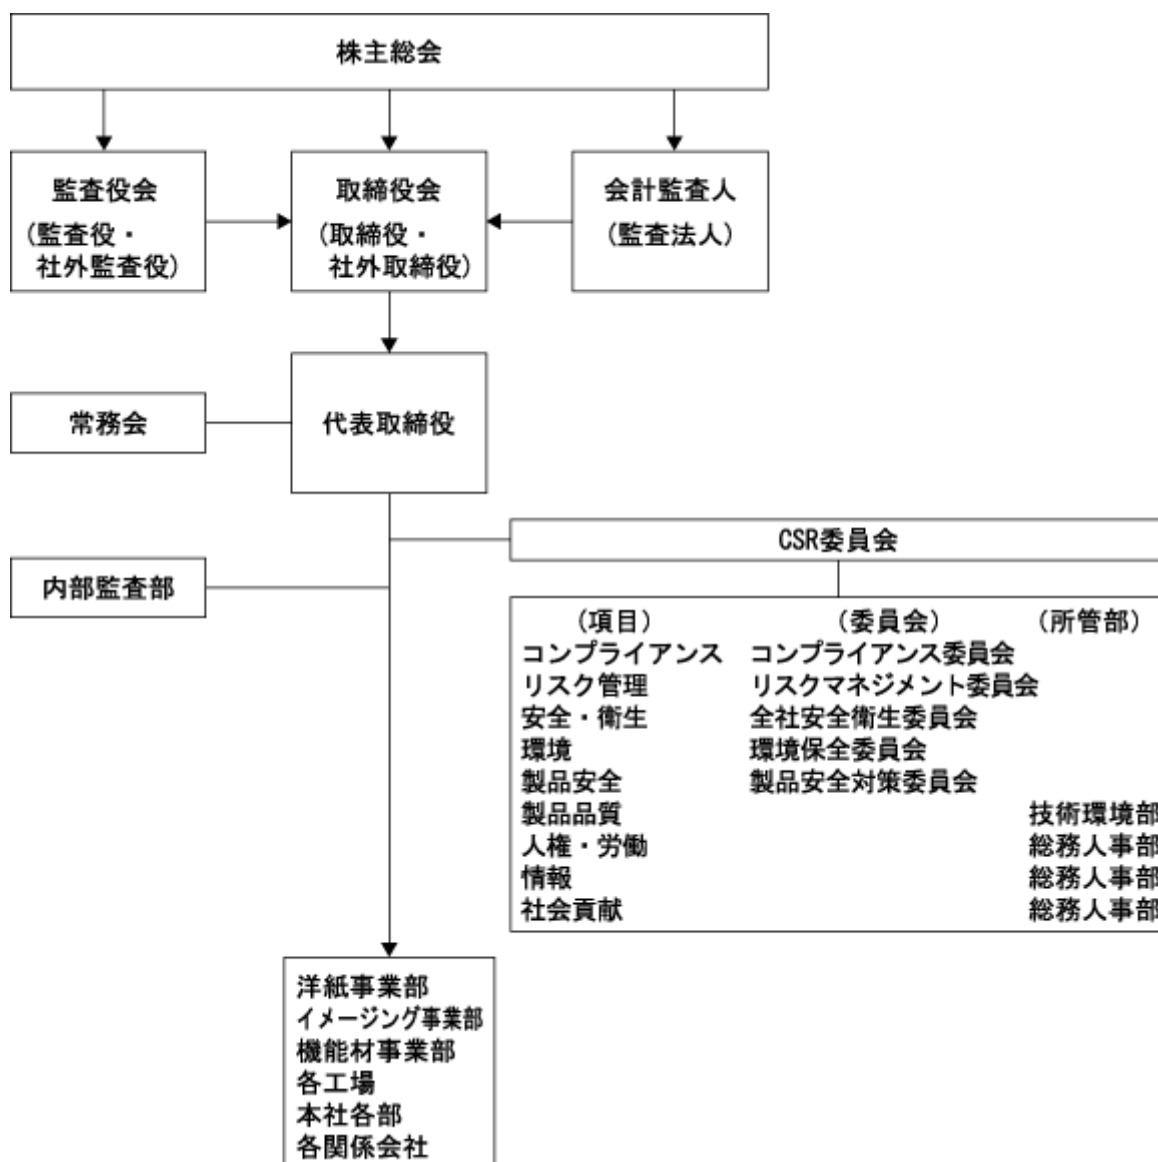 株主総会
監査役会
(監査役・
社外監査役)
取締役会
(取締役・
社外取締役)
会計監査人
(監査法人)
常務会
代表取締役
CSR委員会
内部監査部
(項目) (委員会) (所管部)
コンプライアンス コンプライアンス委員会
リスク管理 リスクマネジメント委員会
安全・衛生 全社安全衛生委員会
環境 環境保全委員会
製品安全 製品安全対策委員会
製品品質 技術環境部
人権・労働 総務人事部
情報 総務人事部
社会貢献 総務人事部
洋紙事業部
イメージング事業部
機能材事業部
各工場
本社各部
各関係会社